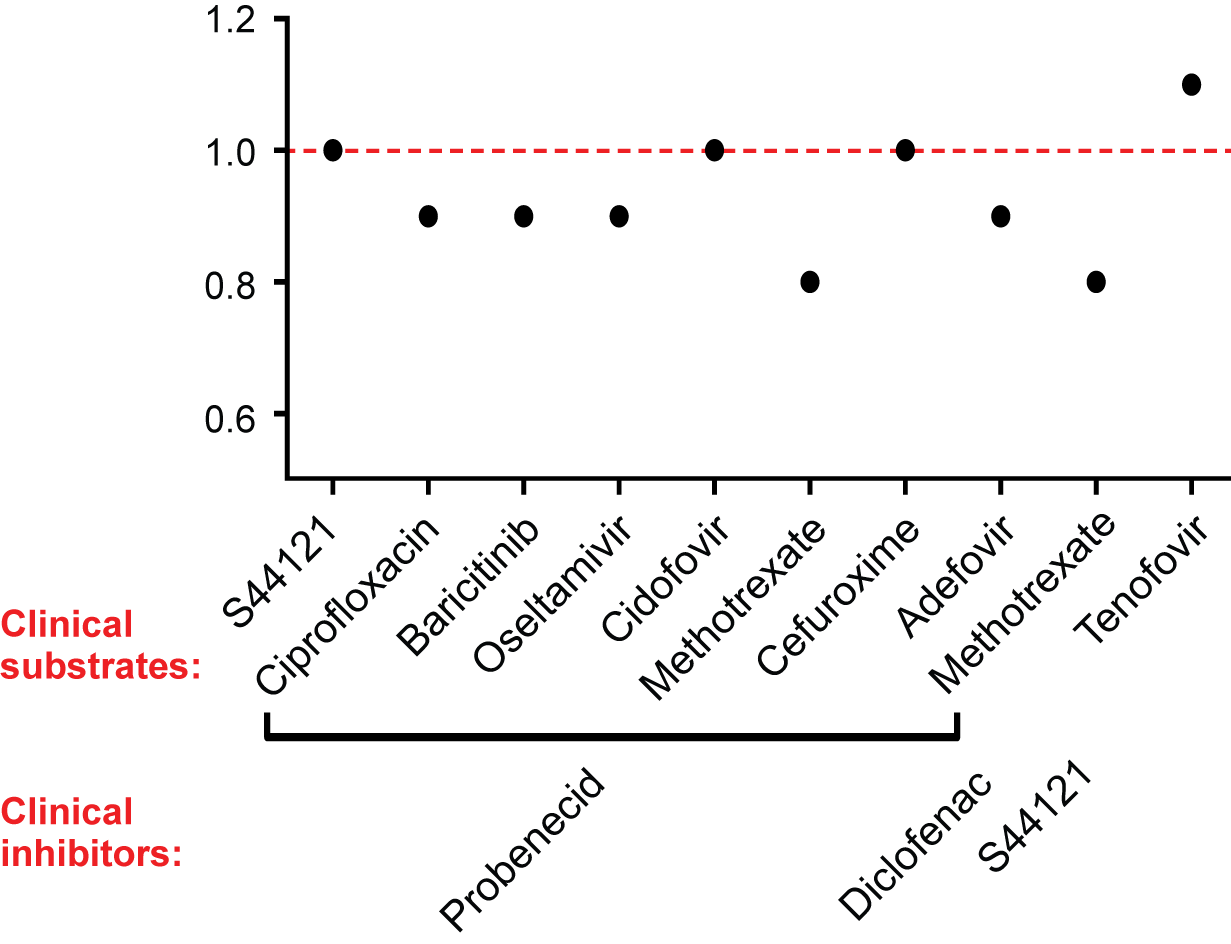 1.2
1.0
0.8
0.6
S44121
Ciprofloxacin
Baricitinib
Oseltamivir
Cidofovir
Methotrexate
Cefuroxime
Adefovir
Methotrexate
Tenofovir
Clinical
substrates:
Clinical
inhibitors:
Probenecid
Diclofenac
S44121